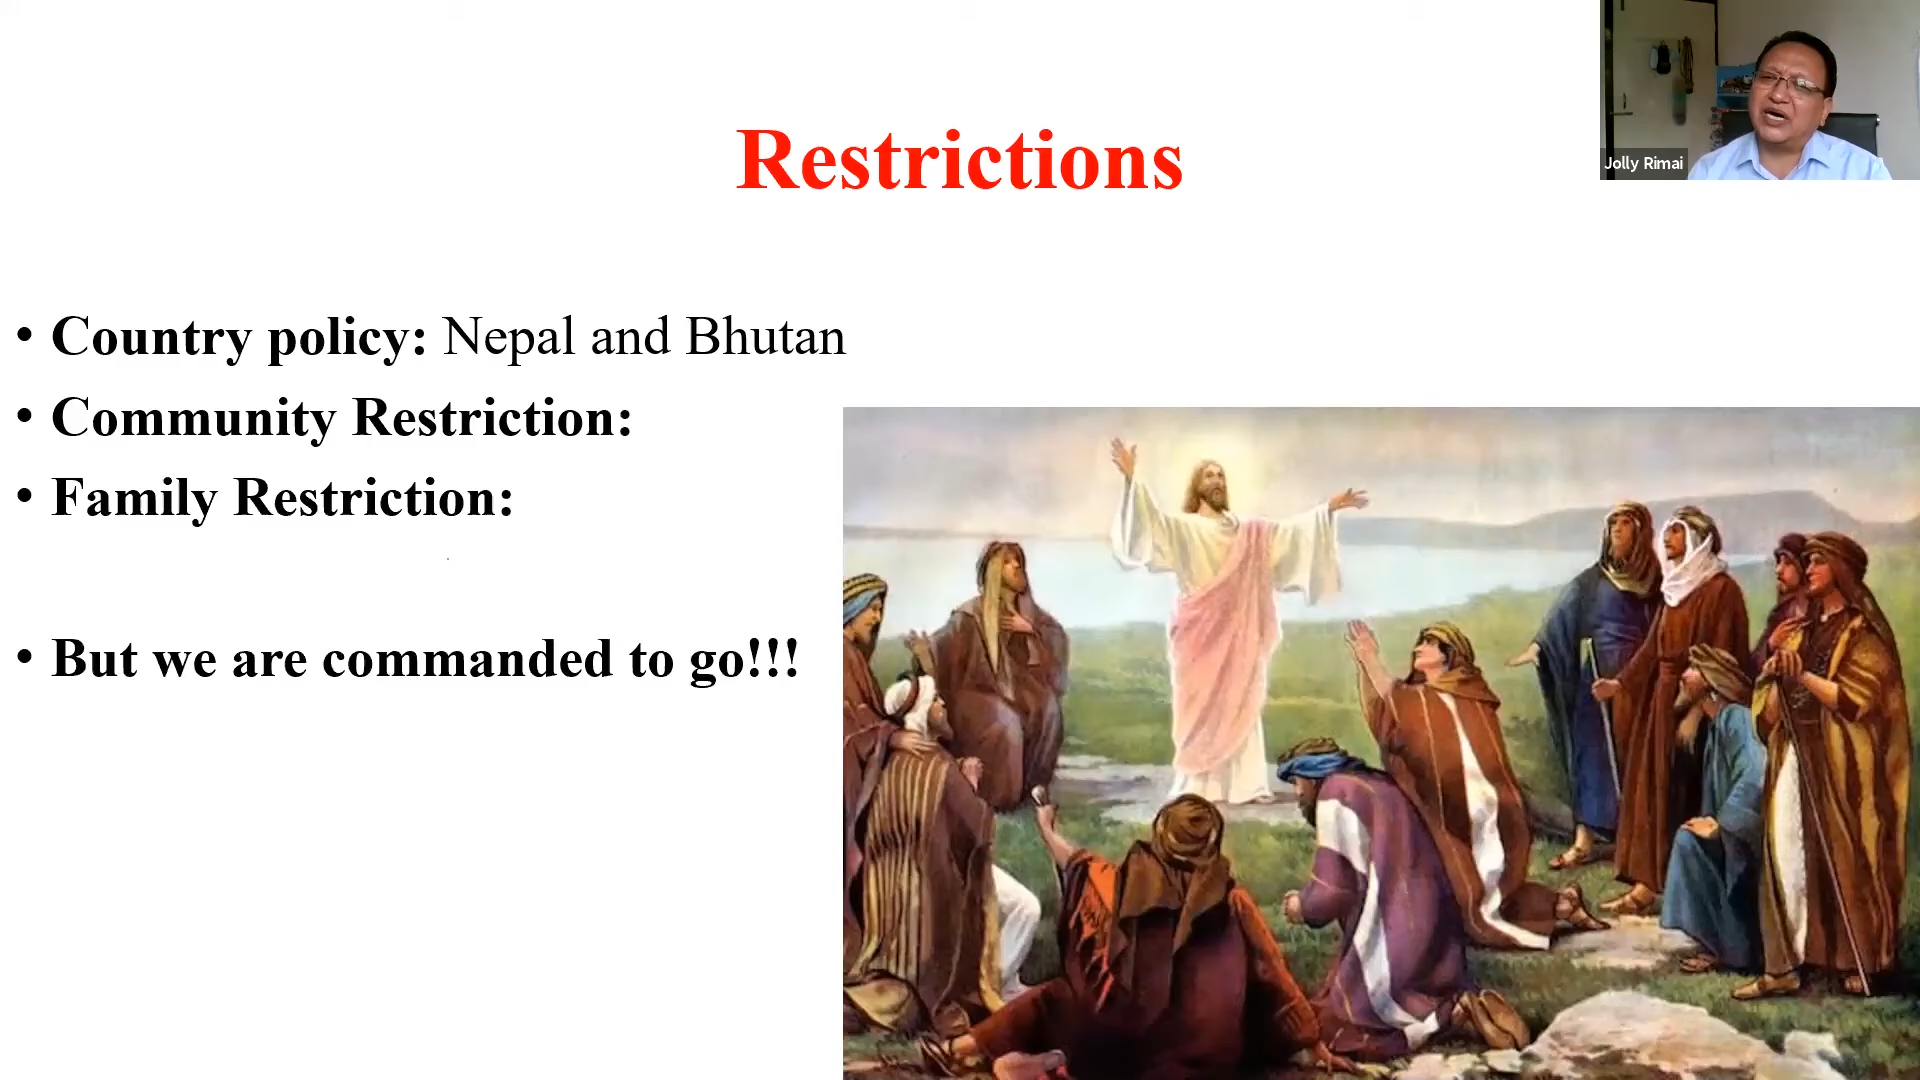 Restrictions
Jolly Rimai
• Country policy: Nepal and Bhutan
• Community Restriction:
• Family Restriction:
• But we are commanded to go!!!